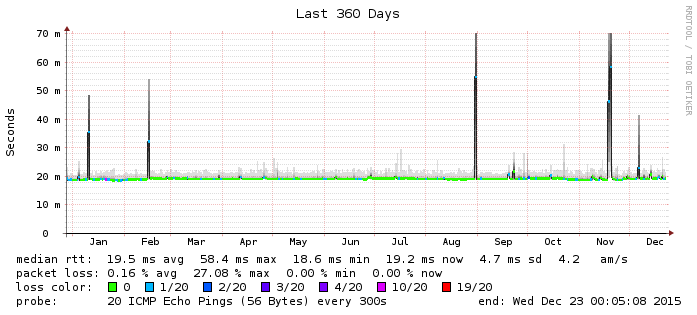 Last 360 Days
RRDTOOL / TOBI OETIKER
Seconds
70 m
60 m
50 m
40 m
30 m
20 m
10 m
0
Jan Feb Mar Apr May Jun Jul Aug Sep Oct Nov Dec
median rtt: 19.5 ms avg 58.4 ms max 18.6 ms min 19.2 ms now 4.7 ms sd 4.2 am/s
packet loss: 0.16 % avg 27.08 % max 0.00 % min 0.00 % now
loss color: 0 1/20 2/20 3/20 4/20 10/20 19/20
probe: 20 ICMP Echo Pings (56 Bytes) every 300s end: Wed Dec 23 00:05:08 2015